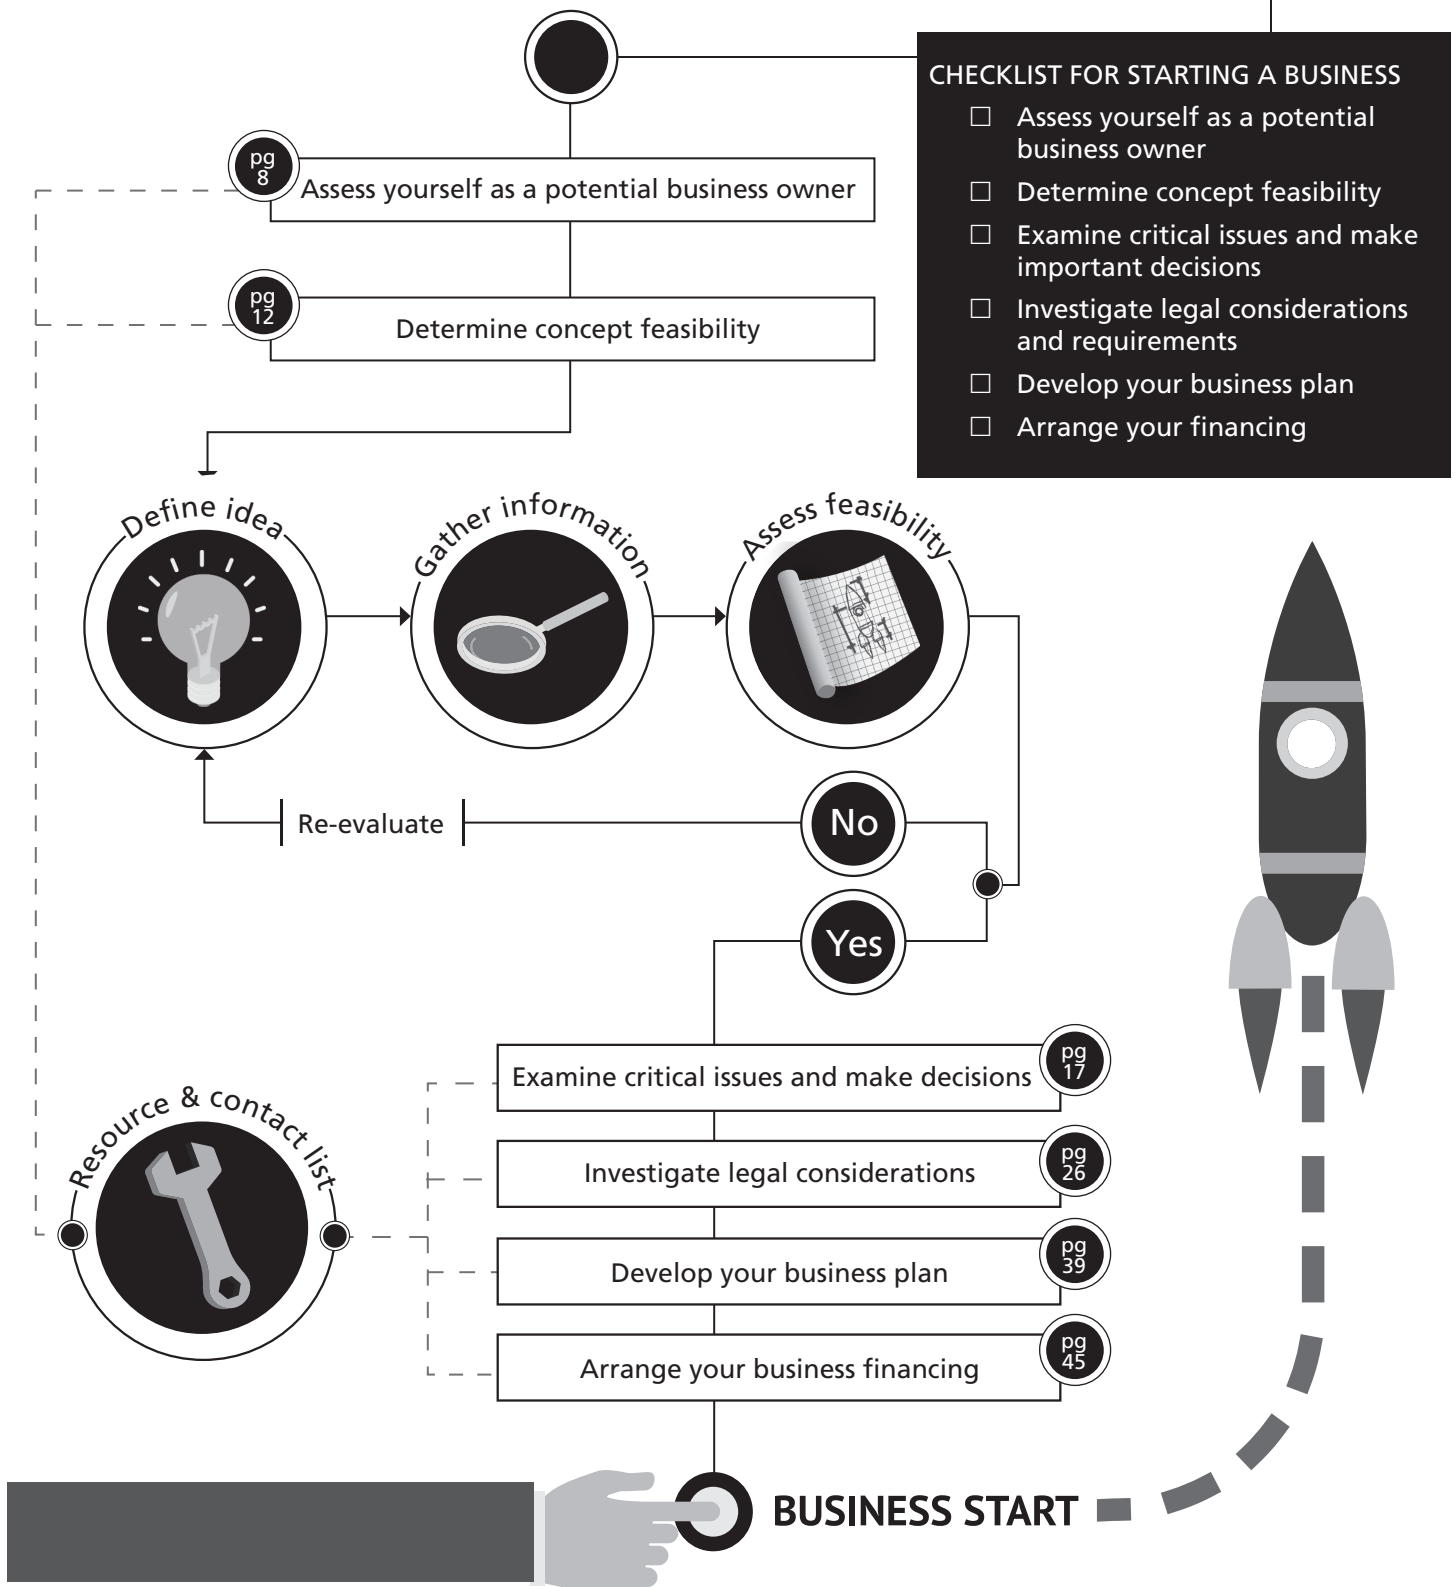 CHECKLIST FOR STARTING A BUSINESS
☐ Assess yourself as a potential
business owner
☐ Determine concept feasibility
☐ Examine critical issues and make
important decisions
☐ Investigate legal considerations
and requirements
☐ Develop your business plan
☐ Arrange your financing
pg
8
Assess yourself as a potential business owner
pg
12
Determine concept feasibility
Define idea
Gather information
Assess feasibility
No
Re-evaluate
Yes
Examine critical issues and make decisions
pg
17
Investigate legal considerations
pg
26
Develop your business plan
pg
39
Arrange your business financing
pg
45
Resource & contact list
BUSINESS START